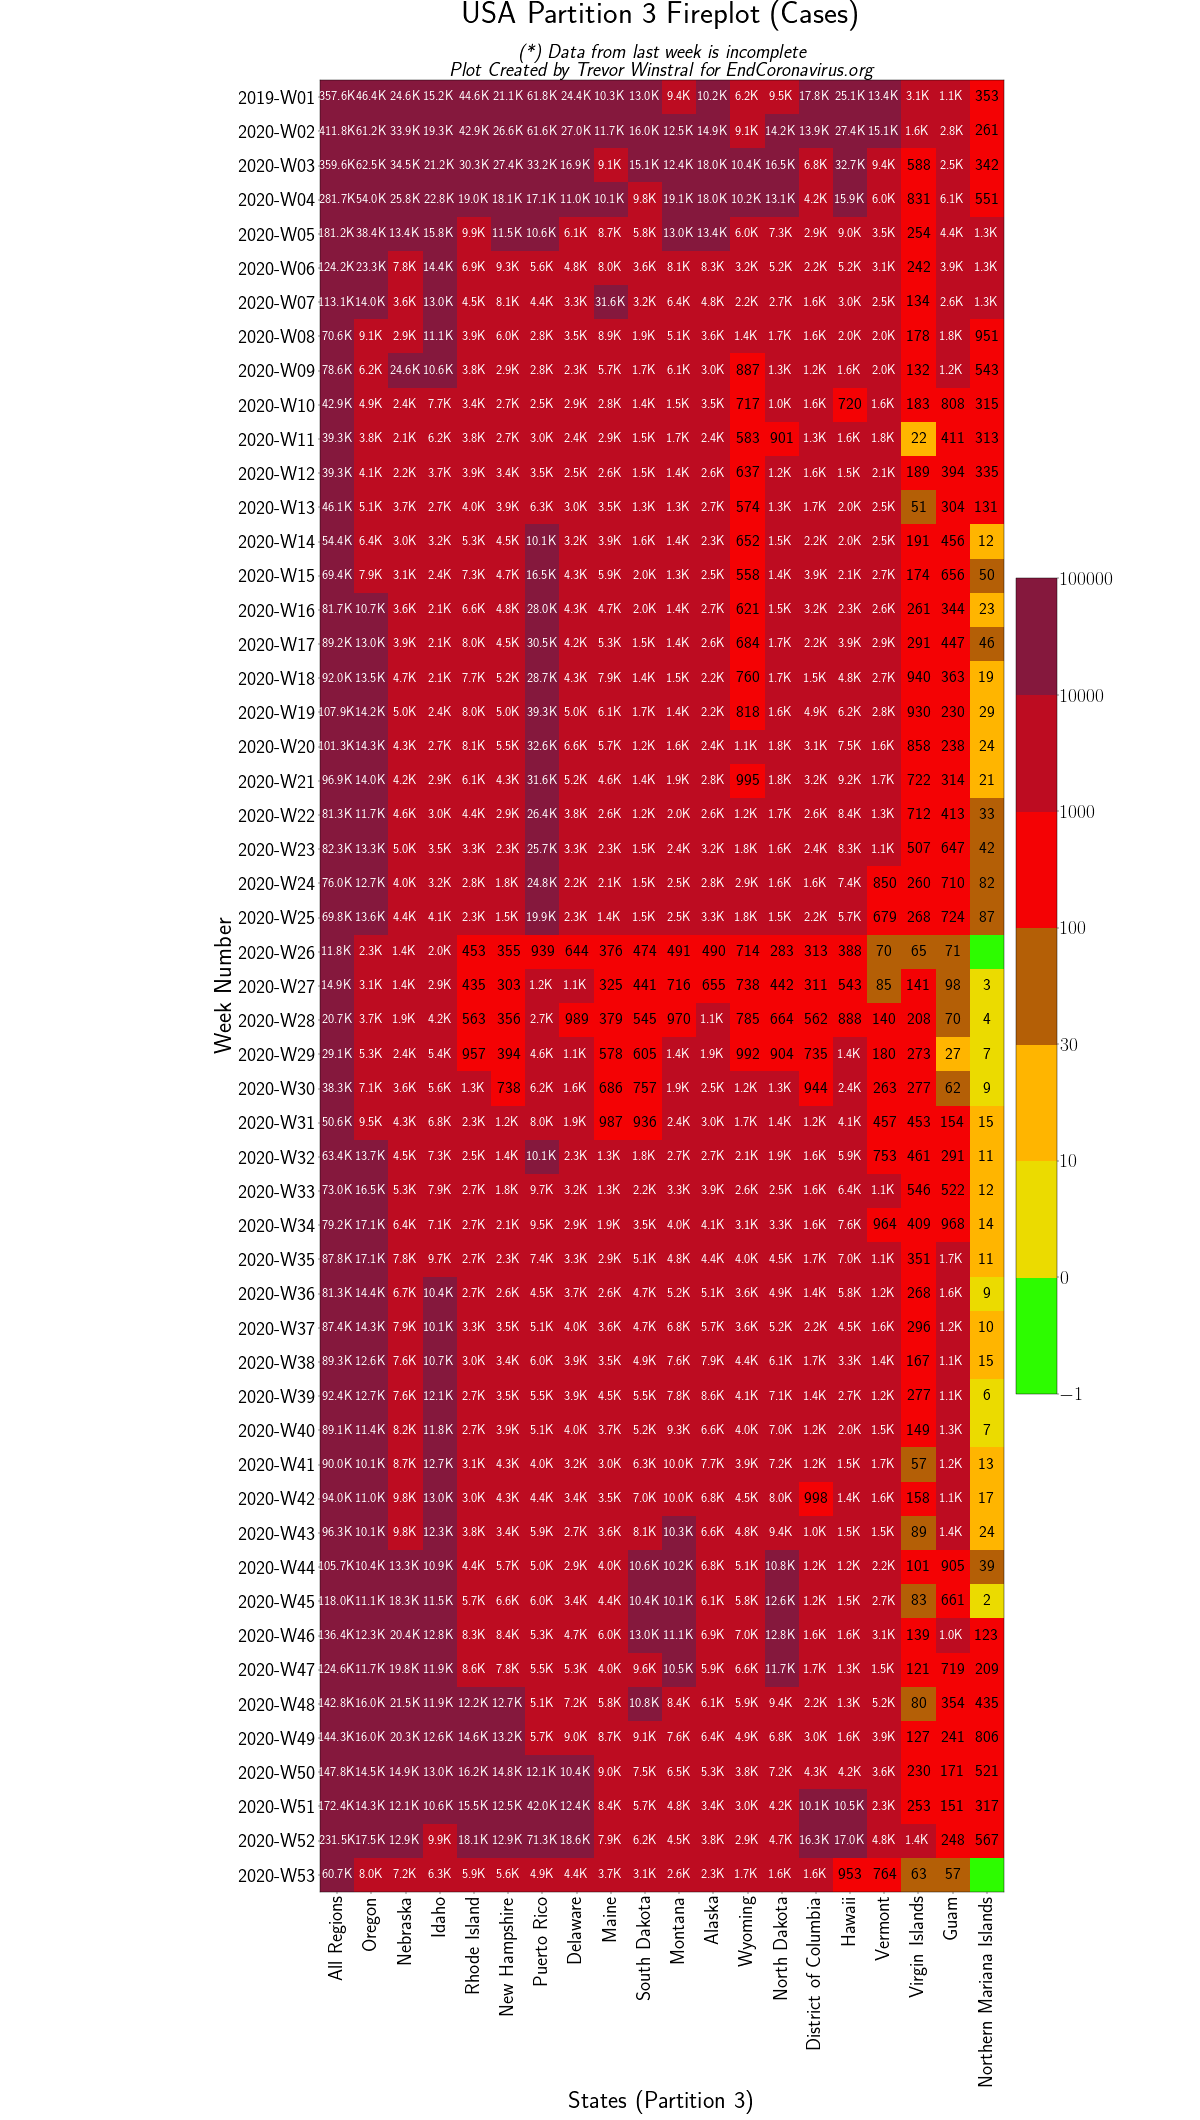 USA Partition 3 Fireplot (Cases)
(*) Data from last week is incomplete
Plot Created by Trevor Winstral for EndCoronavirus.org
2019-W01 357.6K 46.4K 24.6K 15.2K 44.6K 21.1K 61.8K 24.4K 10.3K 13.0K 9.4K 10.2K 6.2K 9.5K 17.8K 25.1K 13.4K 3.1K 1.1K 353
2020-W02 411.8K 61.2K 33.9K 19.3K 42.9K 26.6K 61.6K 27.0K 11.7K 16.0K 12.5K 14.9K 9.1K 14.2K 13.9K 27.4K 15.1K 1.6K 2.8K 261
2020-W03 359.6K 62.5K 34.5K 21.2K 30.3K 27.4K 33.2K 16.9K 9.1K 15.1K 12.4K 18.0K 10.4K 16.5K 6.8K 32.7K 9.4K 588 2.5K 342
2020-W04 281.7K 54.0K 25.8K 22.8K 19.0K 18.1K 17.1K 11.0K 10.1K 9.8K 19.1K 18.0K 10.2K 13.1K 4.2K 15.9K 6.0K 831 6.1K 551
2020-W05 181.2K 38.4K 13.4K 15.8K 9.9K 11.5K 10.6K 6.1K 8.7K 5.8K 13.0K 13.4K 6.0K 7.3K 2.9K 9.0K 3.5K 254 4.4K 1.3K
2020-W06 124.2K 23.3K 7.8K 14.4K 6.9K 9.3K 5.6K 4.8K 8.0K 3.6K 8.1K 8.3K 3.2K 5.2K 2.2K 5.2K 3.1K 242 3.9K 1.3K
2020-W07 113.1K 14.0K 3.6K 13.0K 4.5K 8.1K 4.4K 3.3K 31.6K 3.2K 6.4K 4.8K 2.2K 2.7K 1.6K 3.0K 2.5K 134 2.6K 1.3K
2020-W08 70.6K 9.1K 2.9K 11.1K 3.9K 6.0K 2.8K 3.5K 8.9K 1.9K 5.1K 3.6K 1.4K 1.7K 1.6K 2.0K 2.0K 178 1.8K 951
2020-W09 78.6K 6.2K 24.6K 10.6K 3.8K 2.9K 2.8K 2.3K 5.7K 1.7K 6.1K 3.0K 887 1.3K 1.2K 1.6K 2.0K 132 1.2K 543
2020-W10 42.9K 4.9K 2.4K 7.7K 3.4K 2.7K 2.5K 2.9K 2.8K 1.4K 1.5K 3.5K 717 1.0K 1.6K 720 1.6K 183 808 315
2020-W11 39.3K 3.8K 2.1K 6.2K 3.8K 2.7K 3.0K 2.4K 2.9K 1.5K 1.7K 2.4K 583 901 1.3K 1.6K 1.8K 22 411 313
2020-W12 39.3K 4.1K 2.2K 3.7K 3.9K 3.4K 3.5K 2.5K 2.6K 1.5K 1.4K 2.6K 637 1.2K 1.6K 1.5K 2.1K 189 394 335
2020-W13 46.1K 5.1K 3.7K 2.7K 4.0K 3.9K 6.3K 3.0K 3.5K 1.3K 1.3K 2.7K 574 1.3K 1.7K 2.0K 2.5K 51 304 131
2020-W14 54.4K 6.4K 3.0K 3.2K 5.3K 4.5K 10.1K 3.2K 3.9K 1.6K 1.4K 2.3K 652 1.5K 2.2K 2.0K 2.5K 191 456 12
2020-W15 69.4K 7.9K 3.1K 2.4K 7.3K 4.7K 16.5K 4.3K 5.9K 2.0K 1.3K 2.5K 558 1.4K 3.9K 2.1K 2.7K 174 656 50
2020-W16 81.7K 10.7K 3.6K 2.1K 6.6K 4.8K 28.0K 4.3K 4.7K 2.0K 1.4K 2.7K 621 1.5K 3.2K 2.3K 2.6K 261 344 23
2020-W17 89.2K 13.0K 3.9K 2.1K 8.0K 4.5K 30.5K 4.2K 5.3K 1.5K 1.4K 2.6K 684 1.7K 2.2K 3.9K 2.9K 291 447 46
2020-W18 92.0K 13.5K 4.7K 2.1K 7.7K 5.2K 28.7K 4.3K 7.9K 1.4K 1.5K 2.2K 760 1.7K 1.5K 4.8K 2.7K 940 363 19
2020-W19 107.9K 14.2K 5.0K 2.4K 8.0K 5.0K 39.3K 5.0K 6.1K 1.7K 1.4K 2.2K 818 1.6K 4.9K 6.2K 2.8K 930 230 29
2020-W20 101.3K 14.3K 4.3K 2.7K 8.1K 5.5K 32.6K 6.6K 5.7K 1.2K 1.6K 2.4K 1.1K 1.8K 3.1K 7.5K 1.6K 858 238 24
2020-W21 96.9K 14.0K 4.2K 2.9K 6.1K 4.3K 31.6K 5.2K 4.6K 1.4K 1.9K 2.8K 995 1.8K 3.2K 9.2K 1.7K 722 314 21
2020-W22 81.3K 11.7K 4.6K 3.0K 4.4K 2.9K 26.4K 3.8K 2.6K 1.2K 2.0K 2.6K 1.2K 1.7K 2.6K 8.4K 1.3K 712 413 33
2020-W23 82.3K 13.3K 5.0K 3.5K 3.3K 2.3K 25.7K 3.3K 2.3K 1.5K 2.4K 3.2K 1.8K 1.6K 2.4K 8.3K 1.1K 507 647 42
2020-W24 76.0K 12.7K 4.0K 3.2K 2.8K 1.8K 24.8K 2.2K 2.1K 1.5K 2.5K 2.8K 2.9K 1.6K 1.6K 7.4K 850 260 710 82
2020-W25 69.8K 13.6K 4.4K 4.1K 2.3K 1.5K 19.9K 2.3K 1.4K 1.5K 2.5K 3.3K 1.8K 1.5K 2.2K 5.7K 679 268 724 87
2020-W26 11.8K 2.3K 1.4K 2.0K 453 355 939 644 376 474 491 490 714 283 313 388 70 65 71
2020-W27 14.9K 3.1K 1.4K 2.9K 435 303 1.2K 1.1K 325 441 716 655 738 442 311 543 85 141 98 3
2020-W28 20.7K 3.7K 1.9K 4.2K 563 356 2.7K 989 379 545 970 1.1K 785 664 562 888 140 208 70 4
2020-W29 29.1K 5.3K 2.4K 5.4K 957 394 4.6K 1.1K 578 605 1.4K 1.9K 992 904 735 1.4K 180 273 27 7
2020-W30 38.3K 7.1K 3.6K 5.6K 1.3K 738 6.2K 1.6K 686 757 1.9K 2.5K 1.2K 1.3K 944 2.4K 263 277 62 9
2020-W31 50.6K 9.5K 4.3K 6.8K 2.3K 1.2K 8.0K 1.9K 987 936 2.4K 3.0K 1.7K 1.4K 1.2K 4.1K 457 453 154 15
2020-W32 63.4K 13.7K 4.5K 7.3K 2.5K 1.4K 10.1K 2.3K 1.3K 1.8K 2.7K 2.7K 2.1K 1.9K 1.6K 5.9K 753 461 291 11
2020-W33 73.0K 16.5K 5.3K 7.9K 2.7K 1.8K 9.7K 3.2K 1.3K 2.2K 3.3K 3.9K 2.6K 2.5K 1.6K 6.4K 1.1K 546 522 12
2020-W34 79.2K 17.1K 6.4K 7.1K 2.7K 2.1K 9.5K 2.9K 1.9K 3.5K 4.0K 4.1K 3.1K 3.3K 1.6K 7.6K 964 409 968 14
2020-W35 87.8K 17.1K 7.8K 9.7K 2.7K 2.3K 7.4K 3.3K 2.9K 5.1K 4.8K 4.4K 4.0K 4.5K 1.7K 7.0K 1.1K 351 1.7K 11
2020-W36 81.3K 14.4K 6.7K 10.4K 2.7K 2.6K 4.5K 3.7K 2.6K 4.7K 5.2K 5.1K 3.6K 4.9K 1.4K 5.8K 1.2K 268 1.6K 9
2020-W37 87.4K 14.3K 7.9K 10.1K 3.3K 3.5K 5.1K 4.0K 3.6K 4.7K 6.8K 5.7K 3.6K 5.2K 2.2K 4.5K 1.6K 296 1.2K 10
2020-W38 89.3K 12.6K 7.6K 10.7K 3.0K 3.4K 6.0K 3.9K 3.5K 4.9K 7.6K 7.9K 4.4K 6.1K 1.7K 3.3K 1.4K 167 1.1K 15
2020-W39 92.4K 12.7K 7.6K 12.1K 2.7K 3.5K 5.5K 3.9K 4.5K 5.5K 7.8K 8.6K 4.1K 7.1K 1.4K 2.7K 1.2K 277 1.1K 6
2020-W40 89.1K 11.4K 8.2K 11.8K 2.7K 3.9K 5.1K 4.0K 3.7K 5.2K 9.3K 6.6K 4.0K 7.0K 1.2K 2.0K 1.5K 149 1.3K 7
2020-W41 90.0K 10.1K 8.7K 12.7K 3.1K 4.3K 4.0K 3.2K 3.0K 6.3K 10.0K 7.7K 3.9K 7.2K 1.2K 1.5K 1.7K 57 1.2K 13
2020-W42 94.0K 11.0K 9.8K 13.0K 3.0K 4.3K 4.4K 3.4K 3.5K 7.0K 10.0K 6.8K 4.5K 8.0K 998 1.4K 1.6K 158 1.1K 17
2020-W43 96.3K 10.1K 9.8K 12.3K 3.8K 3.4K 5.9K 2.7K 3.6K 8.1K 10.3K 6.6K 4.8K 9.4K 1.0K 1.5K 1.5K 89 1.4K 24
2020-W44 105.7K 10.4K 13.3K 10.9K 4.4K 5.7K 5.0K 2.9K 4.0K 10.6K 10.2K 6.8K 5.1K 10.8K 1.2K 1.2K 2.2K 101 905 39
2020-W45 118.0K 11.1K 18.3K 11.5K 5.7K 6.6K 6.0K 3.4K 4.4K 10.4K 10.1K 6.1K 5.8K 12.6K 1.2K 1.5K 2.7K 83 661 2
2020-W46 136.4K 12.3K 20.4K 12.8K 8.3K 8.4K 5.3K 4.7K 6.0K 13.0K 11.1K 6.9K 7.0K 12.8K 1.6K 1.6K 3.1K 139 1.0K 123
2020-W47 124.6K 11.7K 19.8K 11.9K 8.6K 7.8K 5.5K 5.3K 4.0K 9.6K 10.5K 5.9K 6.6K 11.7K 1.7K 1.3K 1.5K 121 719 209
2020-W48 142.8K 16.0K 21.5K 11.9K 12.2K 12.7K 5.1K 7.2K 5.8K 10.8K 8.4K 6.1K 5.9K 9.4K 2.2K 1.3K 5.2K 80 354 435
2020-W49 144.3K 16.0K 20.3K 12.6K 14.6K 13.2K 5.7K 9.0K 8.7K 9.1K 7.6K 6.4K 4.9K 6.8K 3.0K 1.6K 3.9K 127 241 806
2020-W50 147.8K 14.5K 14.9K 13.0K 16.2K 14.8K 12.1K 10.4K 9.0K 7.5K 6.5K 5.3K 3.8K 7.2K 4.3K 4.2K 3.6K 230 171 521
2020-W51 172.4K 14.3K 12.1K 10.6K 15.5K 12.5K 42.0K 12.4K 8.4K 5.7K 4.8K 3.4K 3.0K 4.2K 10.1K 10.5K 2.3K 253 151 317
2020-W52 231.5K 17.5K 12.9K 9.9K 18.1K 12.9K 71.3K 18.6K 7.9K 6.2K 4.5K 3.8K 2.9K 4.7K 16.3K 17.0K 4.8K 1.4K 248 567
2020-W53 60.7K 8.0K 7.2K 6.3K 5.9K 5.6K 4.9K 4.4K 3.7K 3.1K 2.6K 2.3K 1.7K 1.6K 1.6K 953 764 63 57
Week Number
All Regions
Oregon
Nebraska
Idaho
Rhode Island
New Hampshire
Puerto Rico
Delaware
Maine
South Dakota
Montana
Alaska
Wyoming
North Dakota
District of Columbia
Hawaii
Vermont
Virgin Islands
Guam
Northern Mariana Islands
States (Partition 3)
100000
10000
1000
100
30
10
0
−1